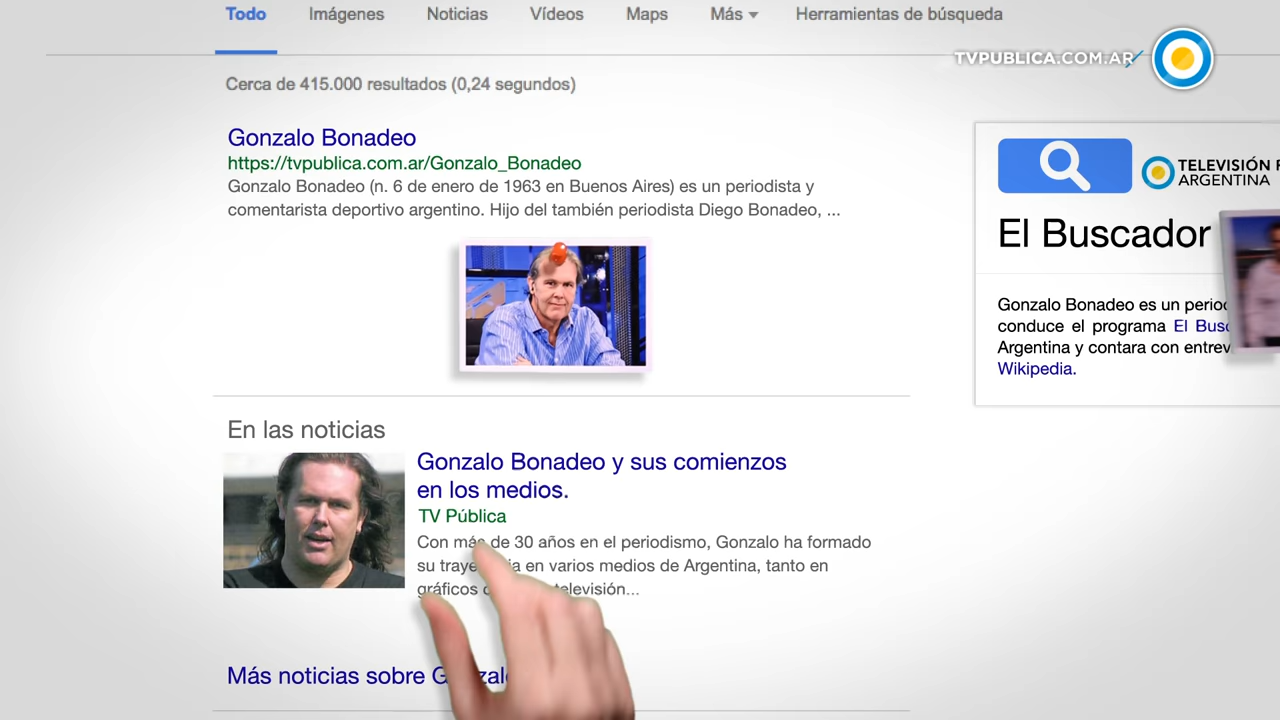 Todo Imágenes Noticias Vídeos Maps Más Herramientas de búsqueda
TVPUBLICA.COM.AR
Cerca de 415.000 resultados (0,24 segundos)
Gonzalo Bonadeo
https://tvpublica.com.ar/Gonzalo_Bonadeo
Gonzalo Bonadeo (n. 6 de enero de 1963 en Buenos Aires) es un periodista y
comentarista deportivo argentino. Hijo del también periodista Diego Bonadeo, ...
En las noticias
Gonzalo Bonadeo y sus comienzos
en los medios.
TV Pública
Con más de 30 años en el periodismo, Gonzalo ha formado
su en varios medios de Argentina, tanto en
gráficos televisión...
Más noticias sobre
TELEVISIÓN
ARGENTINA
El Buscador
Gonzalo Bonadeo es un
conduce el programa El
Argentina y contara con
Wikipedia.